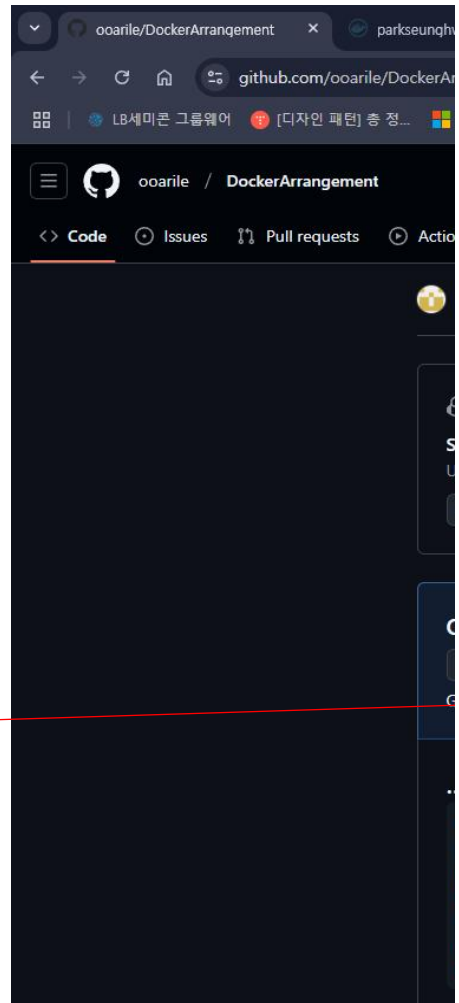 ooarile/DockerArrangement
parkseunghw
github.com/ooarile/DockerAr
LB세미콘 그룹웨어
[디자인 패턴] 총 정...
ooarile / DockerArrangement
Code
Issues
Pull requests
Actio
S
U
G
..